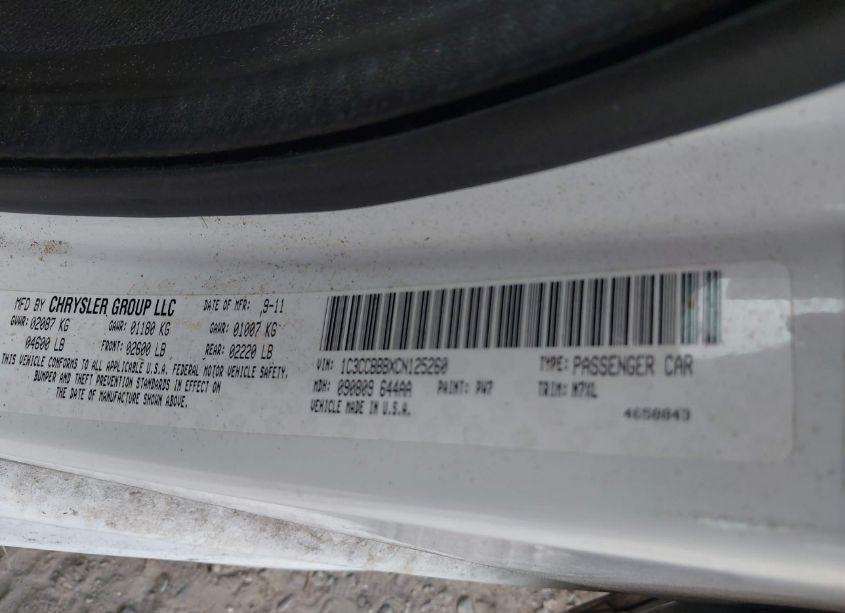 MFD BY CHRYSLER GROUP LLC DATE OF MFR: 9-11
GVWR: 02087 KG GAWR: 01180 KG GAWR: 01007 KG
04600 LB FRONT: 02600 LB REAR: 02220 LB
THIS VEHICLE CONFORMS TO ALL APPLICABLE U.S.A. FEDERAL MOTOR VEHICLE SAFETY,
BUMPER AND THEFT PREVENTION STANDARDS IN EFFECT ON
THE DATE OF MANUFACTURE SHOWN ABOVE.
VIN: 1C3CCBBBXCN125260 TYPE: PASSENGER CAR
MDH: 090809 644AA PAINT: PW7 TRIM: M7XL
VEHICLE MADE IN U.S.A. 4658843